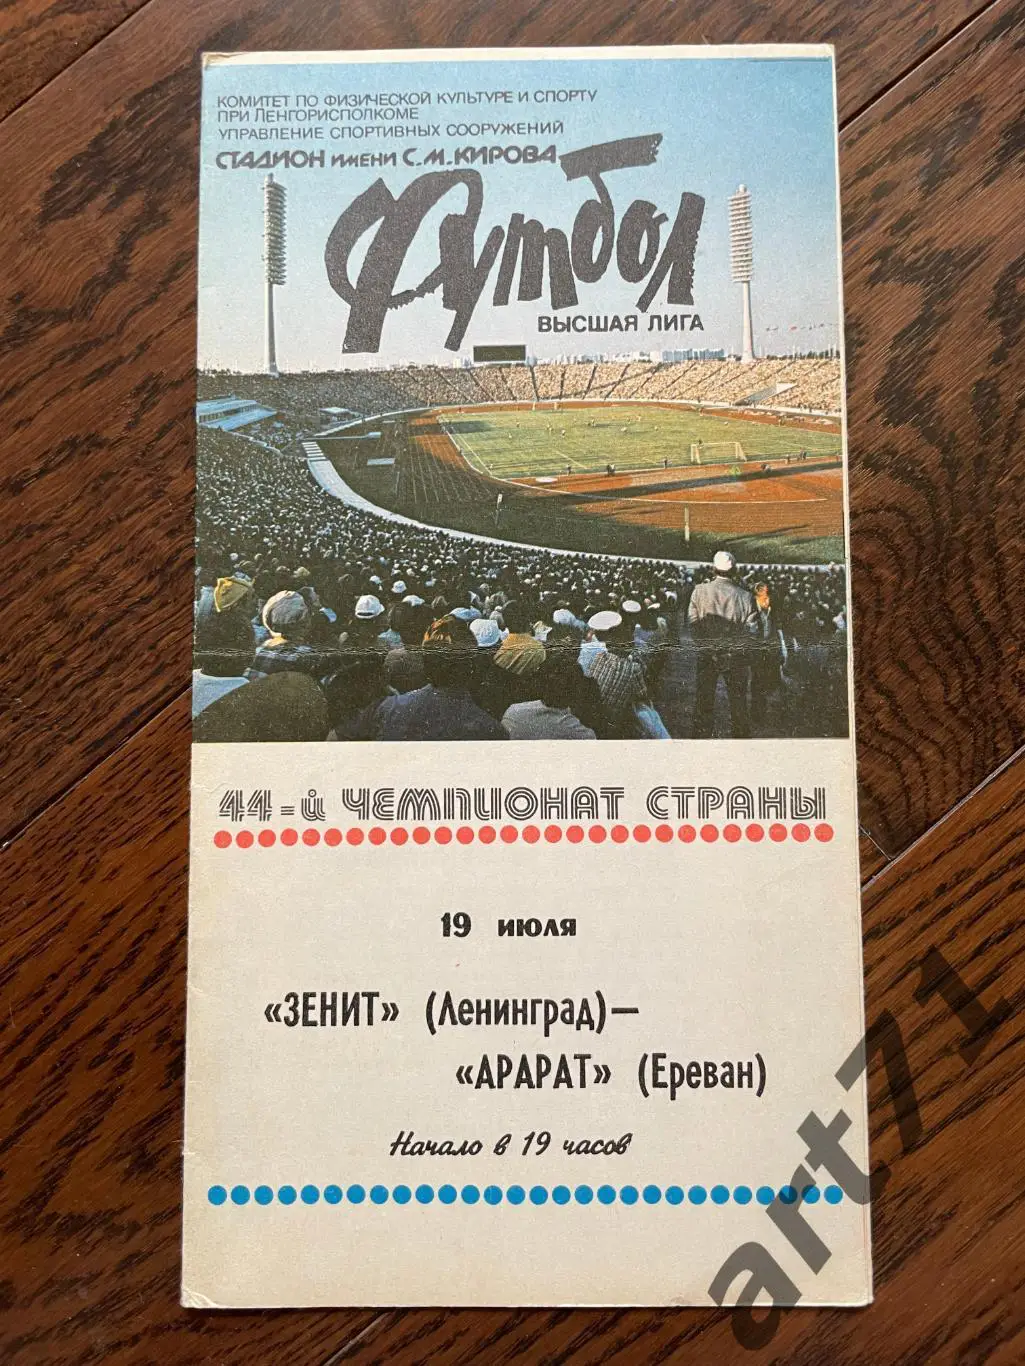 КОМИТЕТ ПО ФИЗИЧЕСКОЙ КУЛЬТУРЕ И СПОРТУ
ПРИ ЛЕНГОРИСПОЛКОМЕ
УПРАВЛЕНИЕ СПОРТИВНЫХ СООРУЖЕНИЙ
СТАДИОН ИМЕНИ С.М.КИРОВА
Футбол
ВЫСШАЯ ЛИГА
44-й ЧЕМПИОНАТ СТРАНЫ
19 июля
«ЗЕНИТ» (Ленинград)—
«АРАРАТ» (Ереван)
Начало в 19 часов
art71